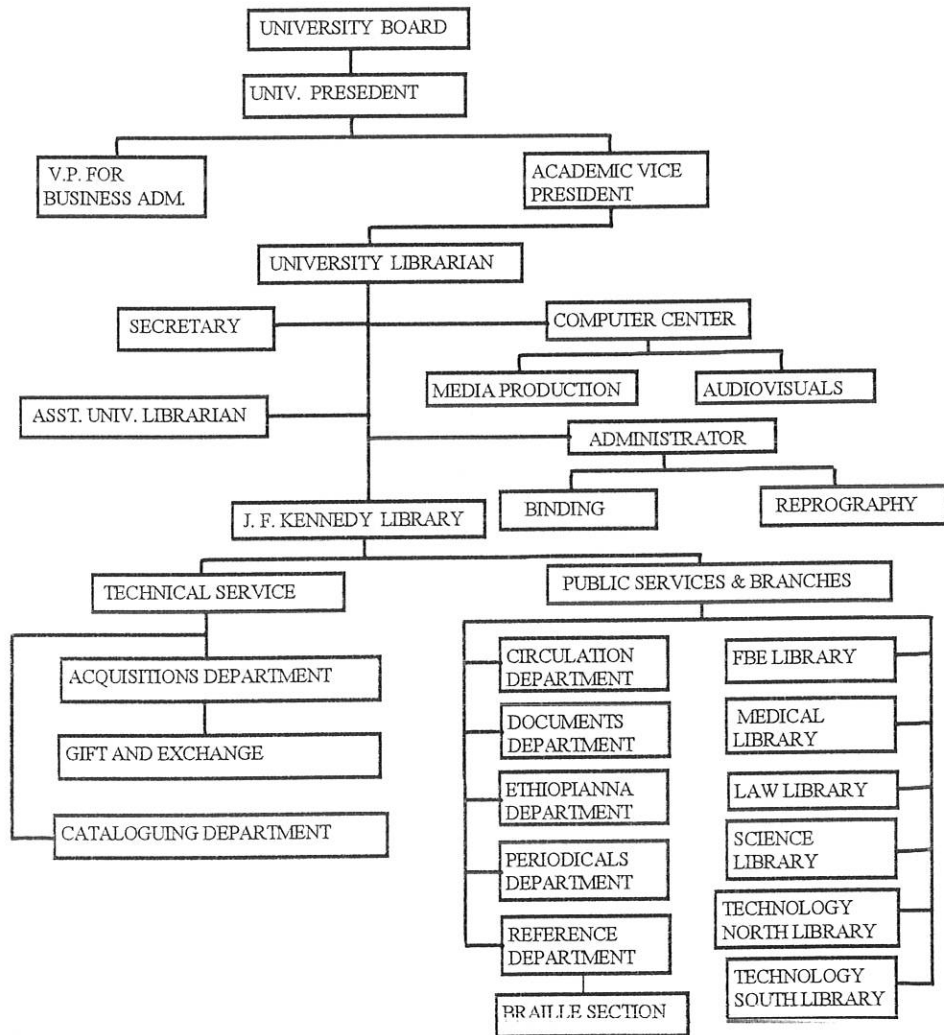 UNIVERSITY BOARD
UNIV. PRESEDENT
V.P. FOR
BUSINESS ADM.
ACADEMIC VICE
PRESIDENT
UNIVERSITY LIBRARIAN
SECRETARY
COMPUTER CENTER
MEDIA PRODUCTION
AUDIOVISUALS
ASST. UNIV. LIBRARIAN
ADMINISTRATOR
BINDING
REPROGRAPHY
J. F. KENNEDY LIBRARY
TECHNICAL SERVICE
PUBLIC SERVICES & BRANCHES
ACQUISITIONS DEPARTMENT
GIFT AND EXCHANGE
CATALOGUING DEPARTMENT
CIRCULATION
DEPARTMENT
DOCUMENTS
DEPARTMENT
ETHIOPIANNA
DEPARTMENT
PERIODICALS
DEPARTMENT
REFERENCE
DEPARTMENT
BRAILLE SECTION
FBE LIBRARY
MEDICAL
LIBRARY
LAW LIBRARY
SCIENCE
LIBRARY
TECHNOLOGY
NORTH LIBRARY
TECHNOLOGY
SOUTH LIBRARY